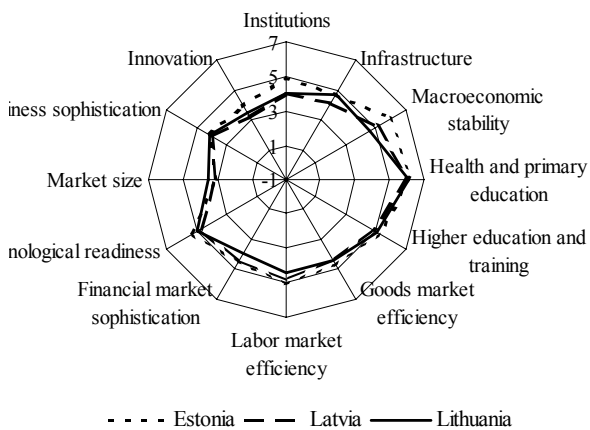 Institutions
7
Innovation
Infrastructure
5
Macroeconomic
stability
iness sophistication
3
1
Market size
-1
Health and primary
education
nological readiness
Higher education and
training
Financial market
sophistication
Goods market
efficiency
Labor market
efficiency
Estonia Latvia Lithuania